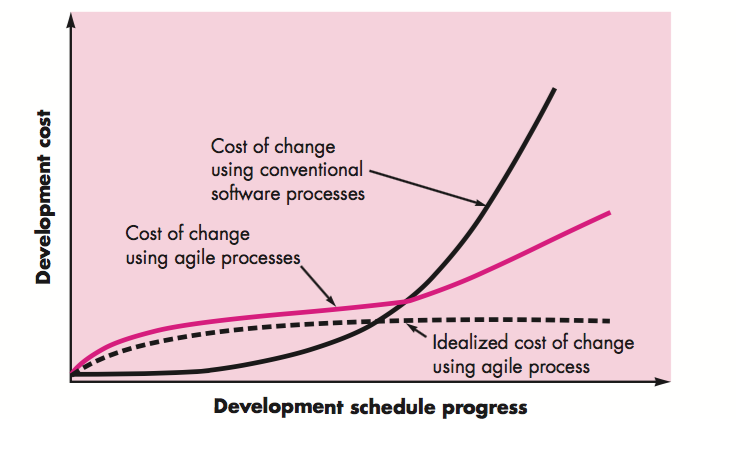 Development cost
Cost of change
using conventional
software processes
Cost of change
using agile processes
Idealized cost of change
using agile process
Development schedule progress